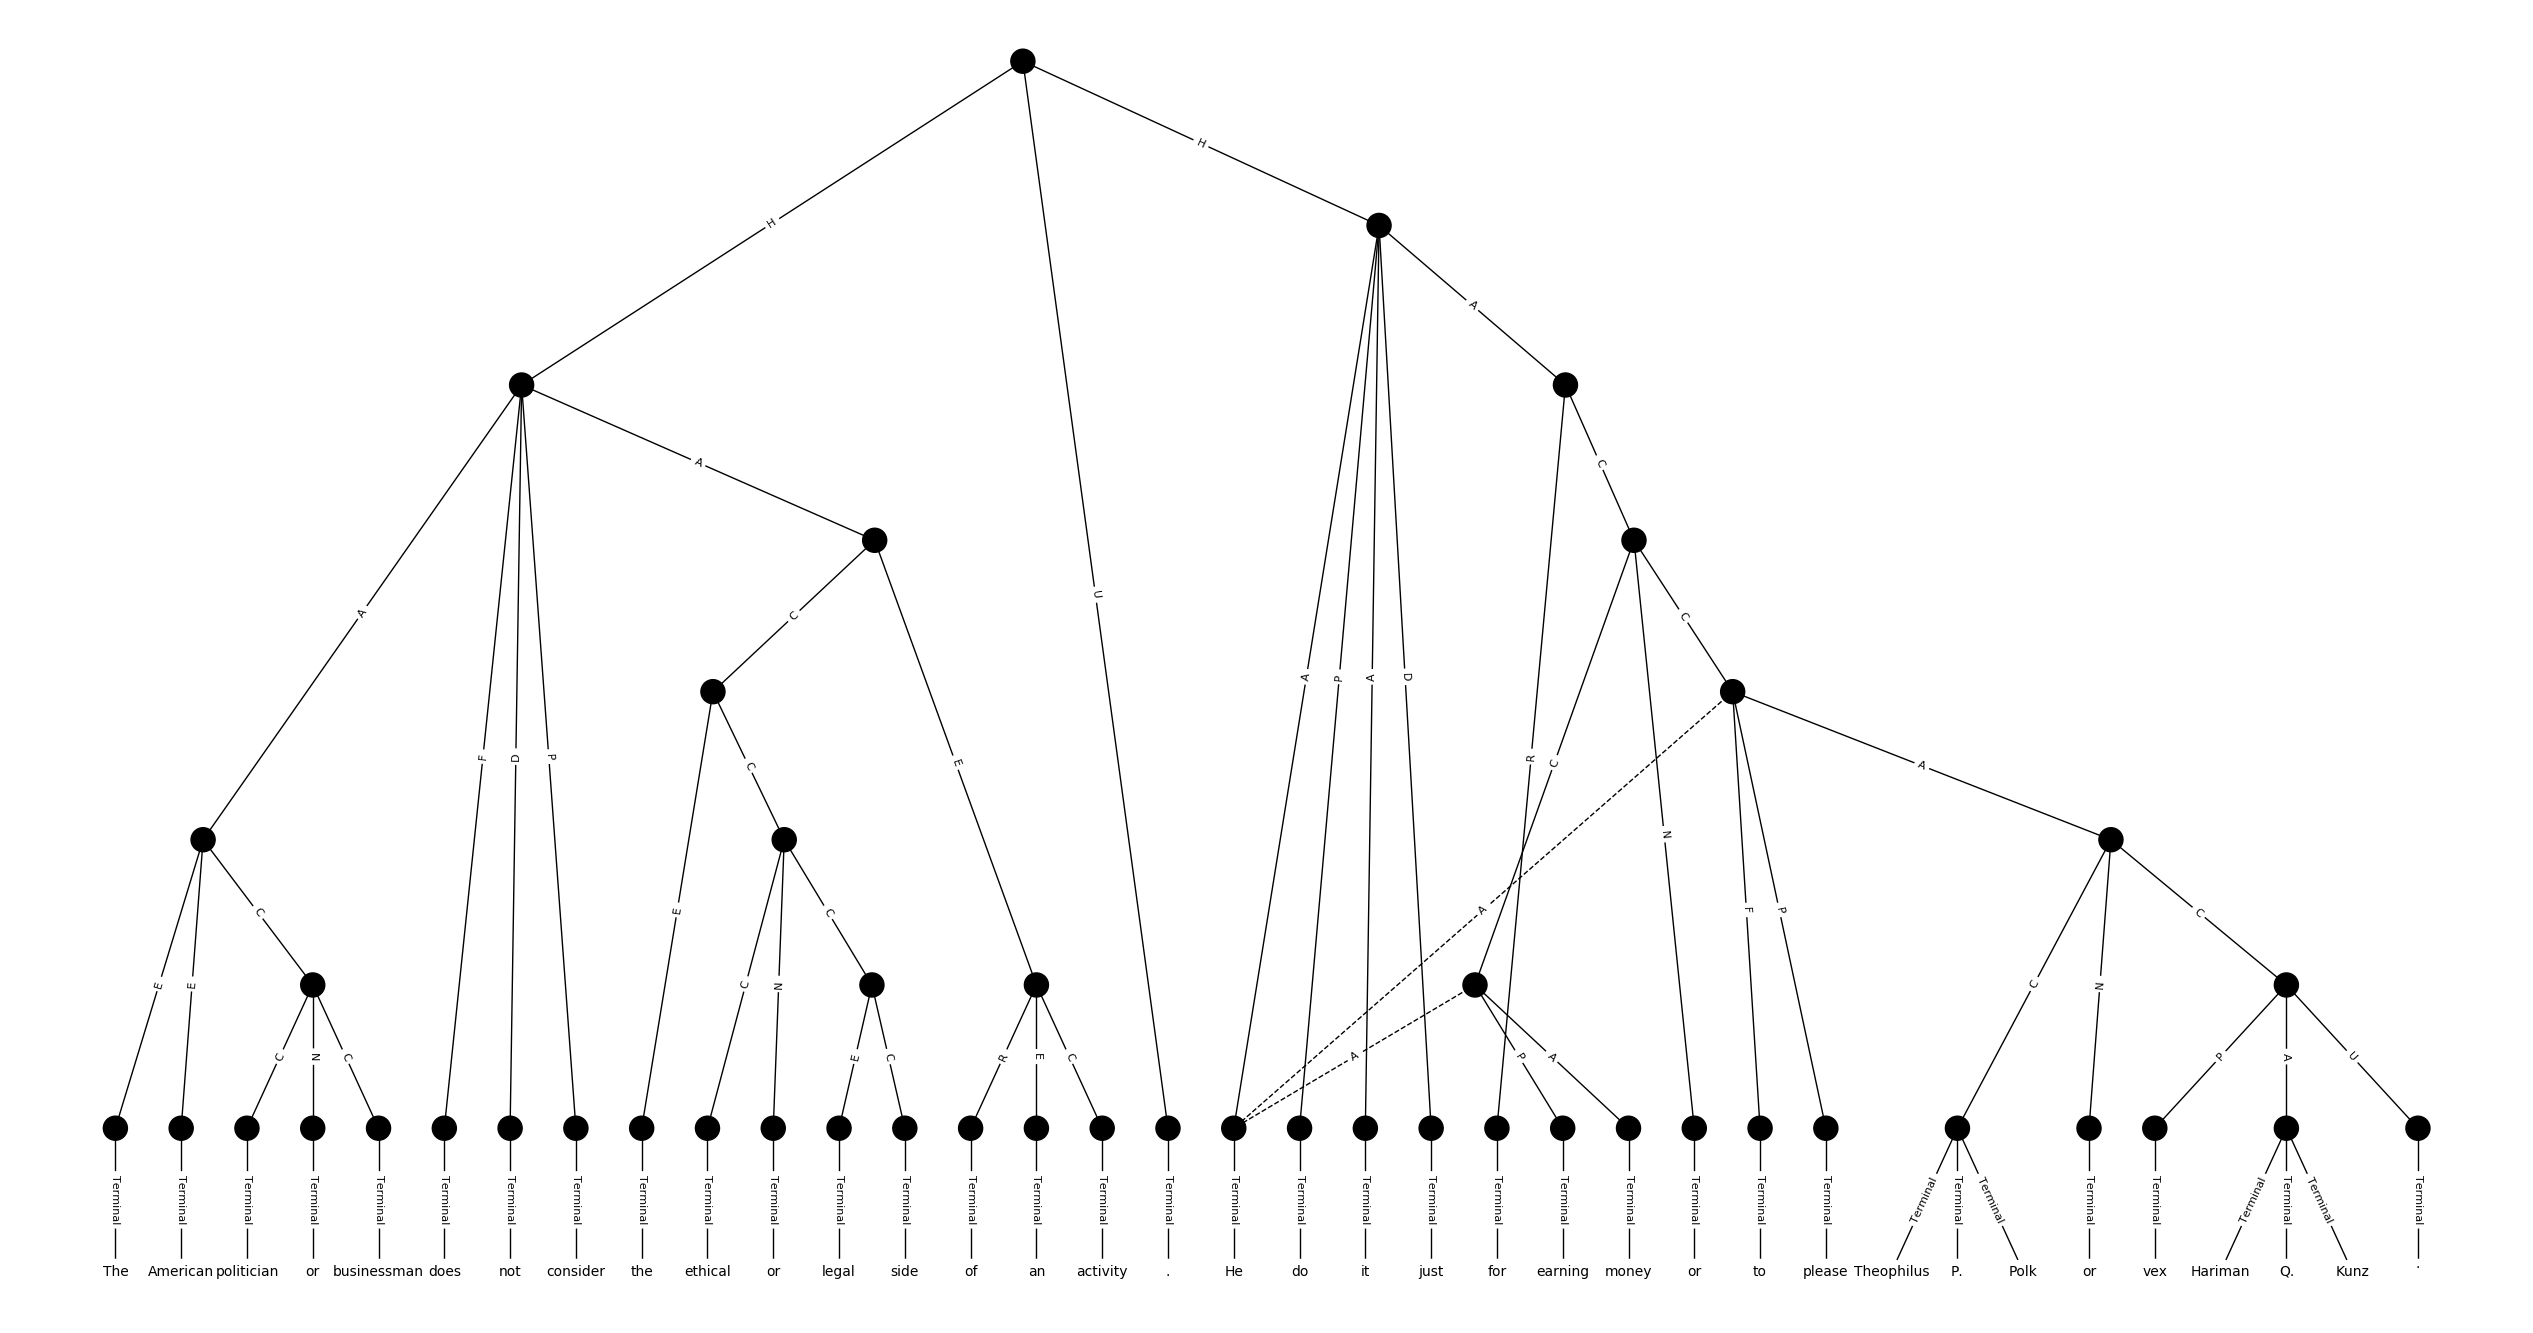 H
H
A
A
C
U
C
C
A
A
F
D
P
A
P
A
D
R
C
A
C
E
N
E
C
C
N
C
A
F
P
C
E
E
C
N
C
N
A
C
N
C
E
C
R
E
C
A
P
A
P
A
U
Terminal Terminal Terminal Terminal Terminal Terminal Terminal Terminal Terminal Terminal Terminal Terminal Terminal Terminal Terminal Terminal Terminal Terminal Terminal Terminal Terminal Terminal Terminal Terminal Terminal Terminal Terminal Terminal Terminal Terminal Terminal Terminal Terminal Terminal Terminal Terminal
The American politician or businessman does not consider the ethical or legal side of an activity . He do it just for earning money or to please Theophilus P. Polk or vex Hariman Q. Kunz .